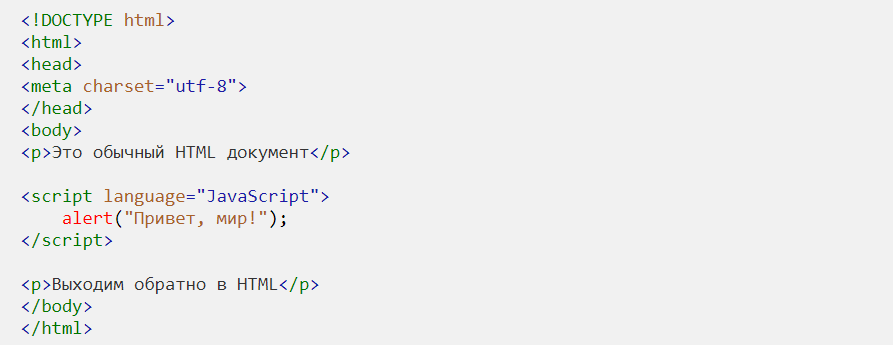 <!DOCTYPE html>
<html>
<head>
<meta charset="utf-8">
</head>
<body>
<p>Это обычный HTML документ</p>
<script language="JavaScript">
alert("Привет, мир!");
</script>
<p>Выходим обратно в HTML</p>
</body>
</html>